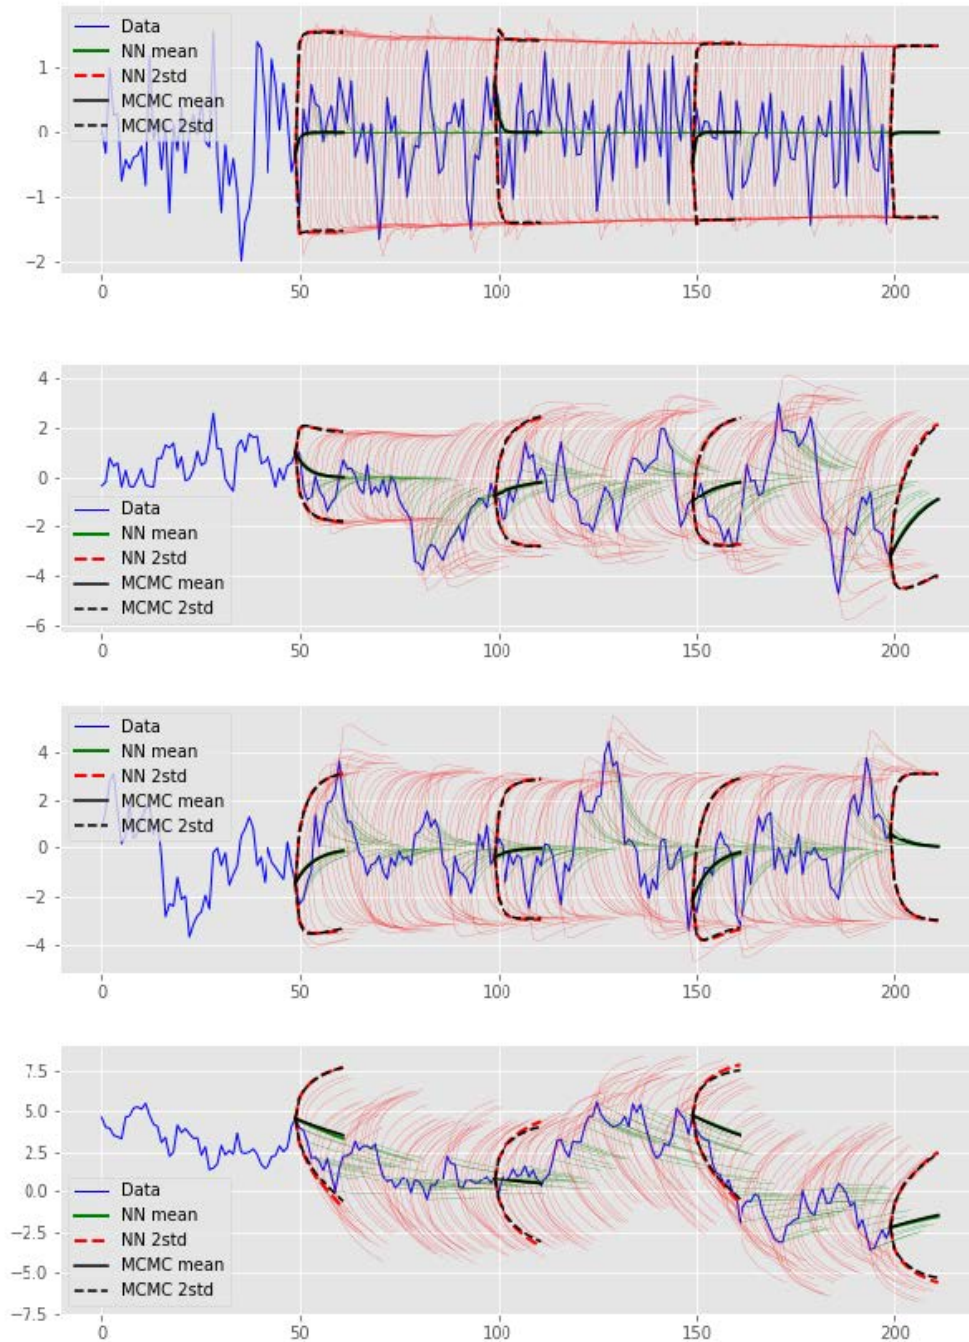 Data
NN mean
NN 2std
MCMC mean
MCMC 2std
1
0
−1
−2
0 50 100 150 200
4
2
0
−2
−4
−6
Data
NN mean
NN 2std
MCMC mean
MCMC 2std
0 50 100 150 200
Data
NN mean
NN 2std
MCMC mean
MCMC 2std
4
2
0
−2
−4
0 50 100 150 200
7.5
5.0
2.5
0.0
−2.5
−5.0
−7.5
Data
NN mean
NN 2std
MCMC mean
MCMC 2std
0 50 100 150 200